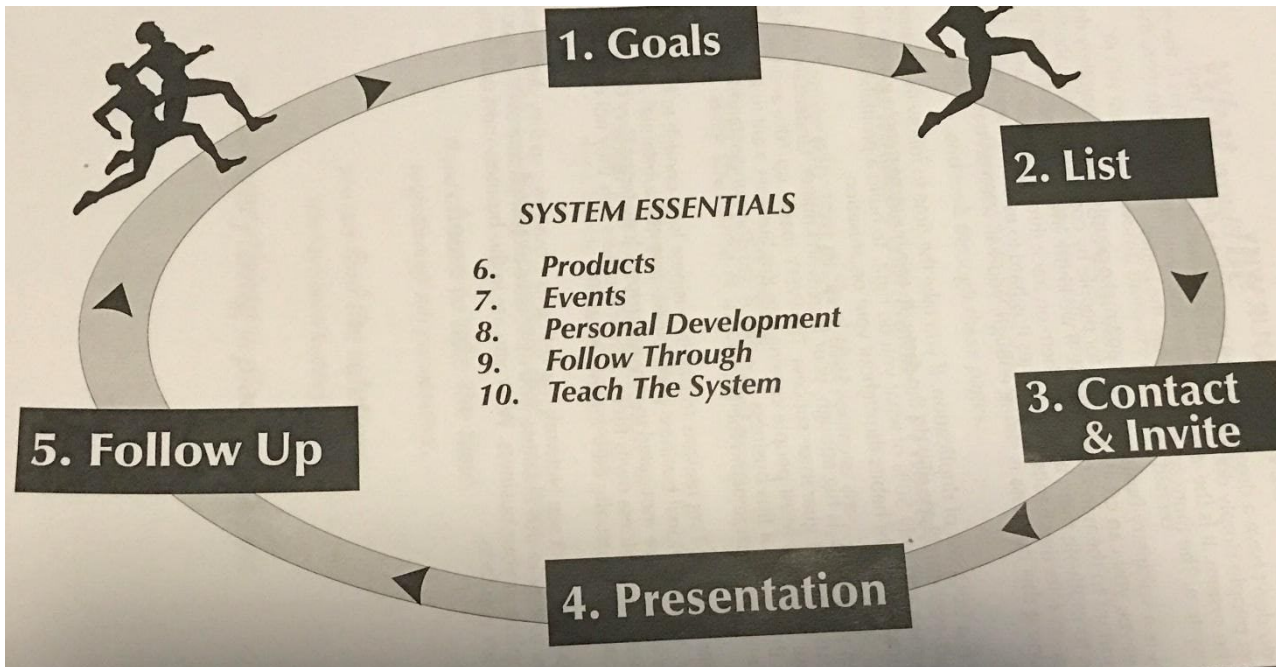 1. Goals
2. List
SYSTEM ESSENTIALS
6. Products
7. Events
8. Personal Development
9. Follow Through
10. Teach The System
3. Contact
& Invite
5. Follow Up
4. Presentation